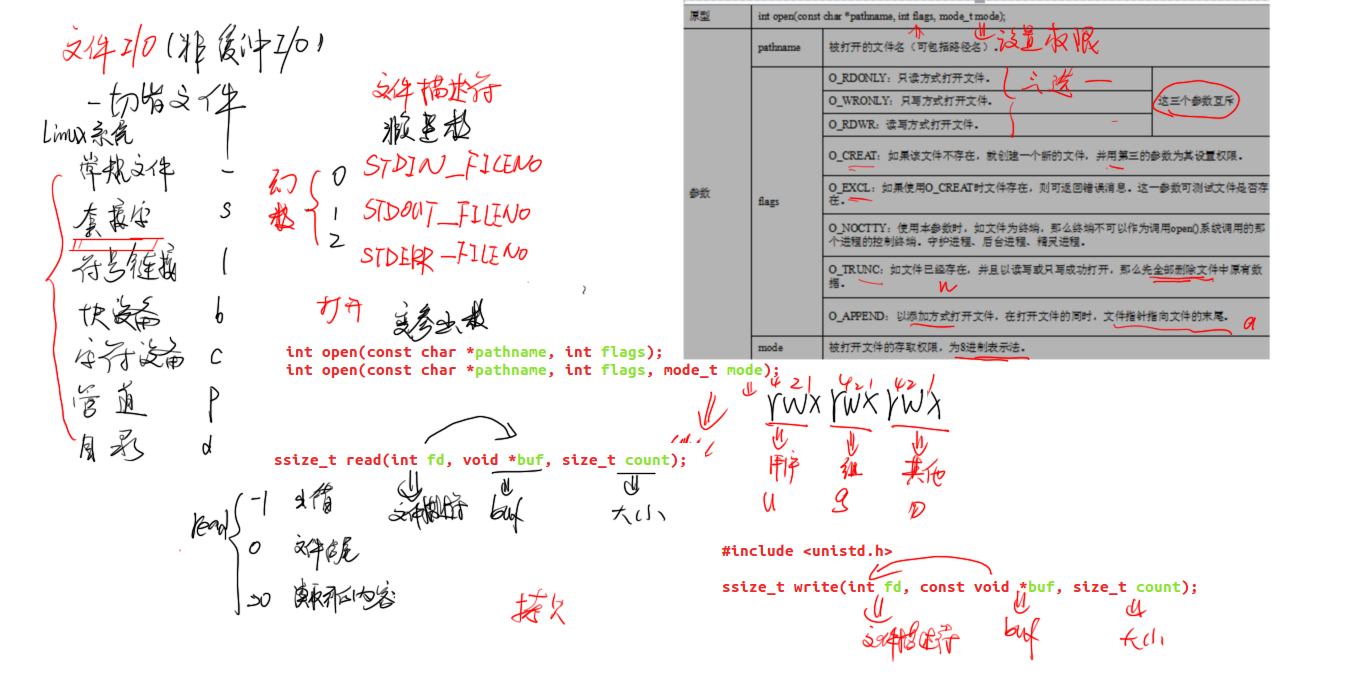 文件I/O(非缓冲I/O)
一切皆文件
Linux系统
常规文件 -
套接字 s
符号链接 l
块设备 b
字符设备 c
管道 p
目录 d
文件描述符
非负整数
幻数
0 STDIN_FILENO
1 STDOUT_FILENO
2 STDERR_FILENO
打开
变参函数
int open(const char *pathname, int flags);
int open(const char *pathname, int flags, mode_t mode);
原型 int open(const char *pathname, int flags, mode_t mode);
设置权限
参数
pathname 被打开的文件名（可包括路径名）。
flags
O_RDONLY：只读方式打开文件。
O_WRONLY：只写方式打开文件。
O_RDWR：读写方式打开文件。
这三个参数互斥
三选一
O_CREAT：如果该文件不存在，就创建一个新的文件，并用第三的参数为其设置权限。
O_EXCL：如果使用O_CREAT时文件存在，则可返回错误消息。这一参数可测试文件是否存
在。
O_NOCTTY：使用本参数时，如文件为终端，那么终端不可以作为调用open()系统调用的那
个进程的控制终端。守护进程、后台进程、精灵进程。
O_TRUNC：如文件已经存在，并且以读写或只写成功打开，那么先全部删除文件中原有数
据。
w
O_APPEND：以添加方式打开文件，在打开文件的同时，文件指针指向文件的末尾。 a
mode 被打开文件的存取权限，为8进制表示法。
4 2 1 4 2 1 4 2 1
rwx rwx rwx
用户 组 其他
u g o
ssize_t read(int fd, void *buf, size_t count);
文件描述符 buf 大小
read
-1 出错
0 文件结尾
>0 读取到的内容
#include <unistd.h>
ssize_t write(int fd, const void *buf, size_t count);
文件描述符 buf 大小